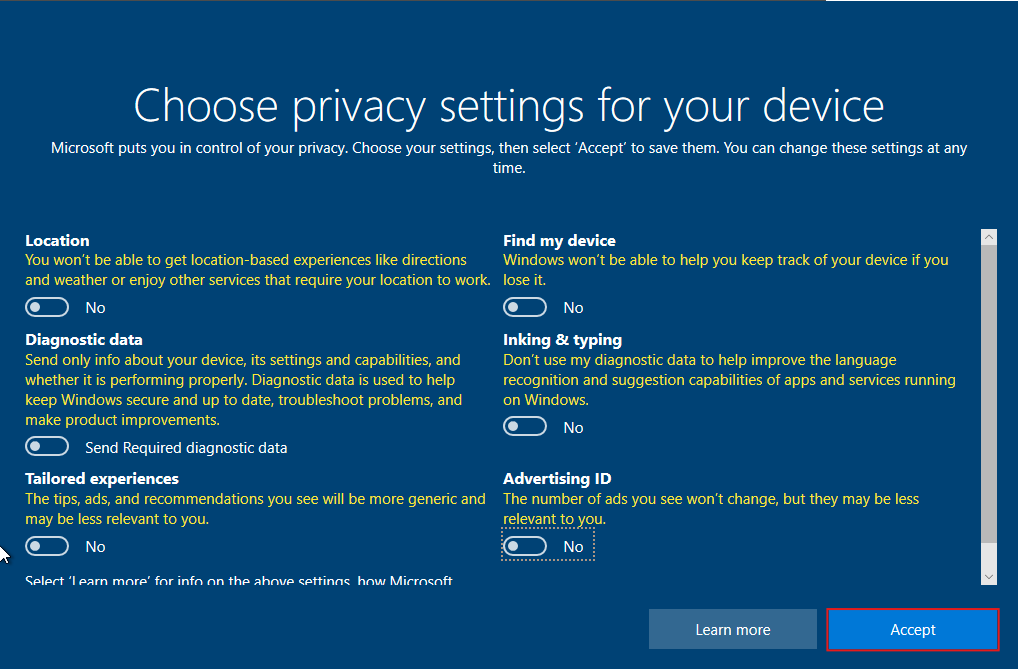 Choose privacy settings for your device
Microsoft puts you in control of your privacy. Choose your settings, then select ‘Accept’ to save them. You can change these settings at any
time.
Location
You won’t be able to get location-based experiences like directions
and weather or enjoy other services that require your location to work.
No
Find my device
Windows won’t be able to help you keep track of your device if you
lose it.
No
Diagnostic data
Send only info about your device, its settings and capabilities, and
whether it is performing properly. Diagnostic data is used to help
keep Windows secure and up to date, troubleshoot problems, and
make product improvements.
Send Required diagnostic data
Inking & typing
Don’t use my diagnostic data to help improve the language
recognition and suggestion capabilities of apps and services running
on Windows.
No
Tailored experiences
The tips, ads, and recommendations you see will be more generic and
may be less relevant to you.
No
Advertising ID
The number of ads you see won’t change, but they may be less
relevant to you.
No
Select ‘Learn more’ for info on the above settings, how Microsoft
Learn more
Accept